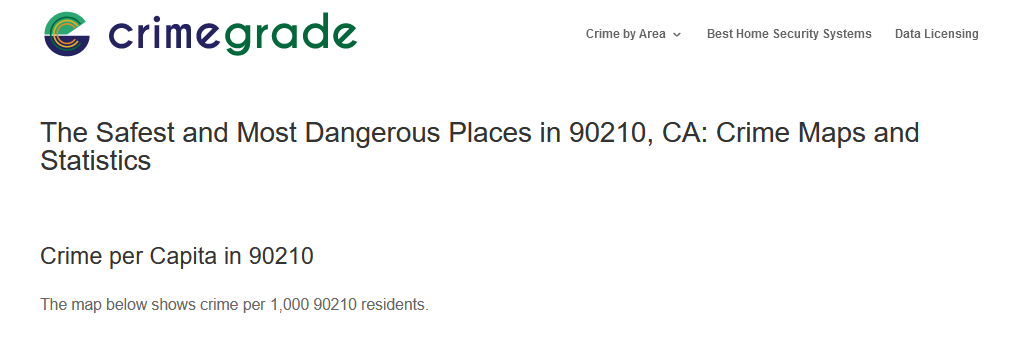 crimegrade
Crime by Area
Best Home Security Systems
Data Licensing
The Safest and Most Dangerous Places in 90210, CA: Crime Maps and
Statistics
Crime per Capita in 90210
The map below shows crime per 1,000 90210 residents.